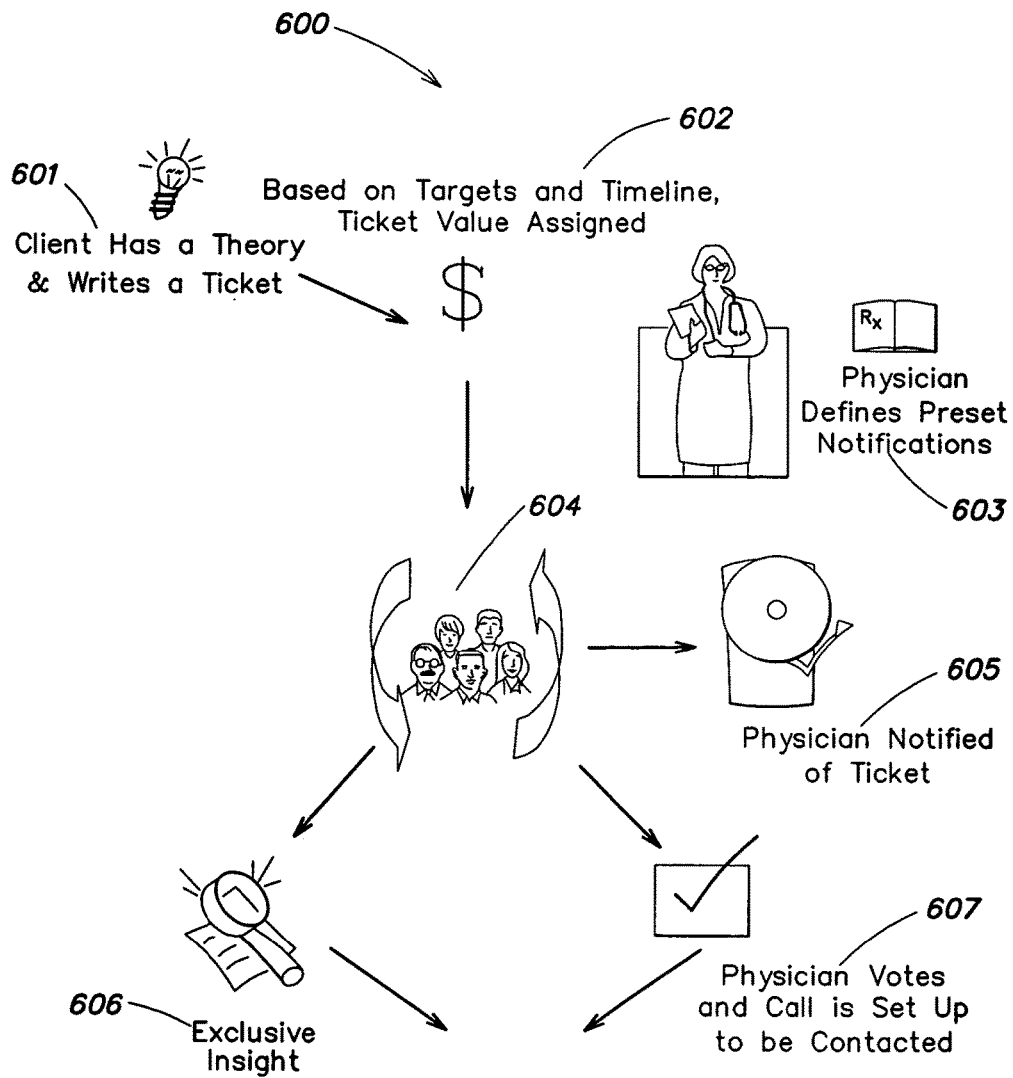 600
602
601
Based on Targets and Timeline,
Ticket Value Assigned
Client Has a Theory
& Writes a Ticket
$
Rx
Physician
Defines Preset
Notifications
603
604
605
Physician Notified
of Ticket
607
Physician Votes
and Call is Set Up
to be Contacted
606
Exclusive
Insight